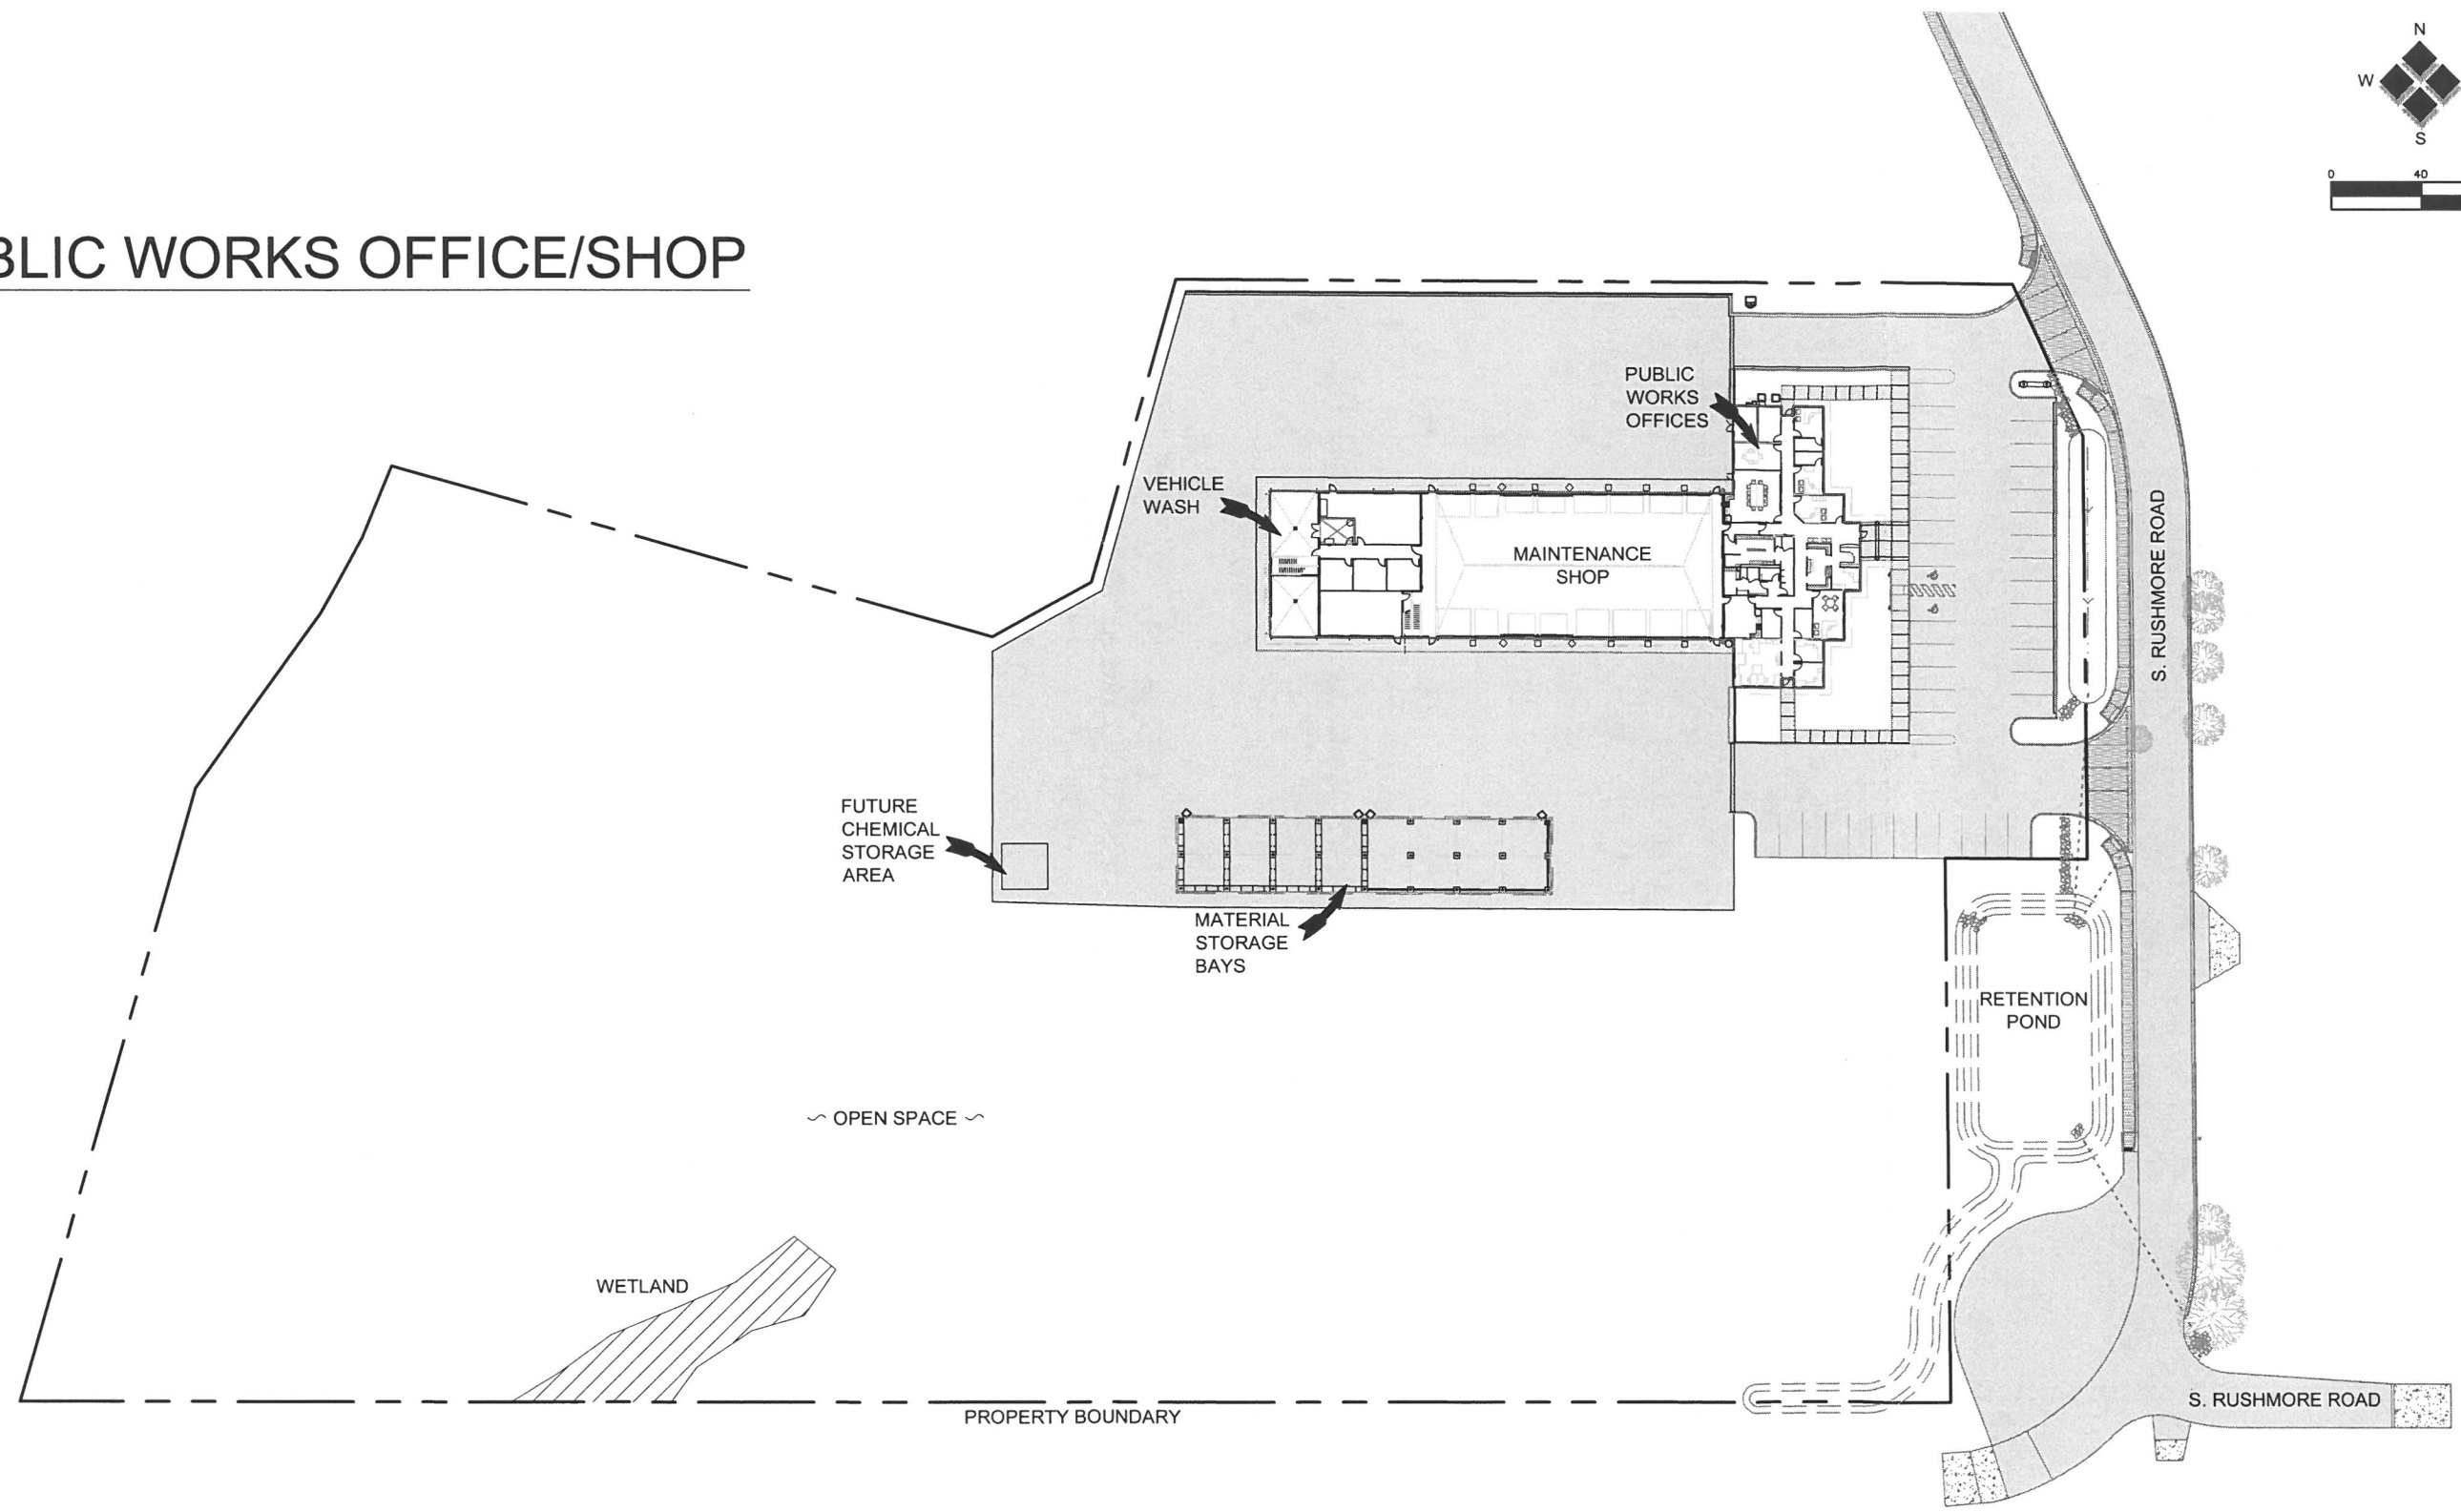 N
W
S
0 40
BLIC WORKS OFFICE/SHOP
PUBLIC
WORKS
OFFICES
VEHICLE
WASH
MAINTENANCE
SHOP
S. RUSHMORE ROAD
FUTURE
CHEMICAL
STORAGE
AREA
MATERIAL
STORAGE
BAYS
RETENTION
POND
OPEN SPACE
WETLAND
PROPERTY BOUNDARY
S. RUSHMORE ROAD